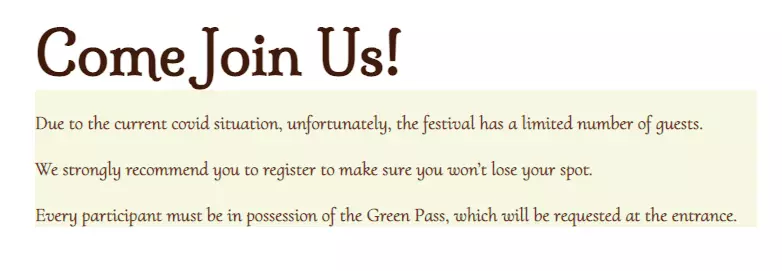 Come Join Us!
Due to the current covid situation, unfortunately, the festival has a limited number of guests.
We strongly recommend you to register to make sure you won't lose your spot.
Every participant must be in possession of the Green Pass, which will be requested at the entrance.